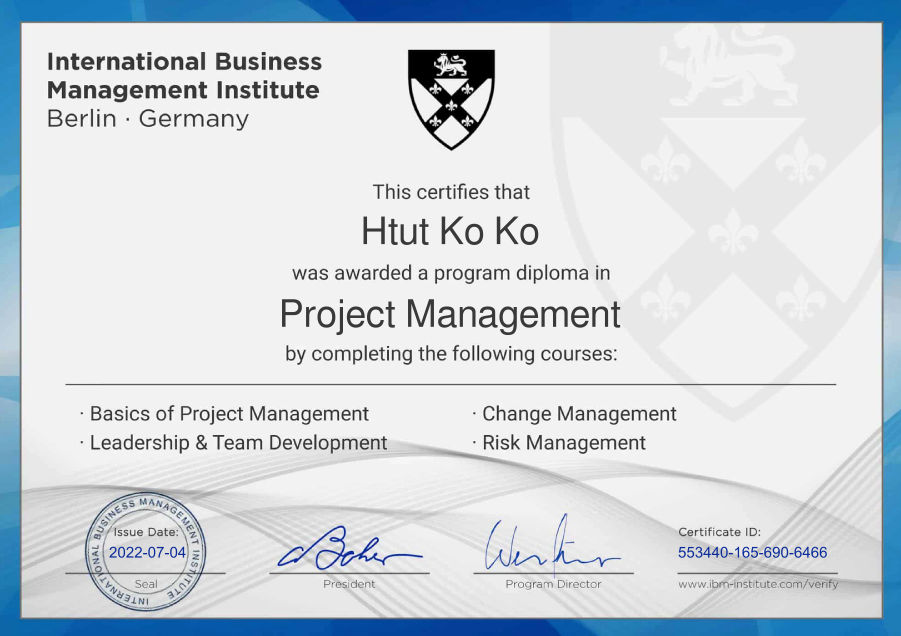 International Business
Management Institute
Berlin · Germany
This certifies that
Htut Ko Ko
was awarded a program diploma in
Project Management
by completing the following courses:
· Basics of Project Management
· Leadership & Team Development
· Change Management
· Risk Management
INTERNATIONAL BUSINESS MANAGEMENT INSTITUTE
Issue Date:
2022-07-04
Seal
President
Program Director
Certificate ID:
553440-165-690-6466
www.ibm-institute.com/verify